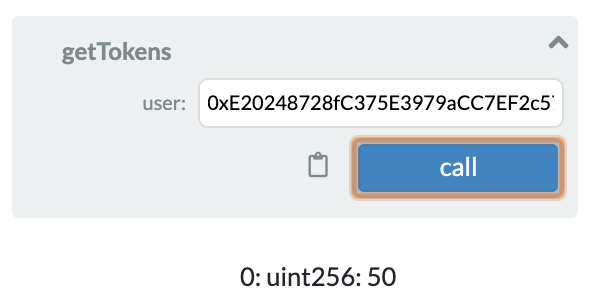 getTokens
user: 0xE20248728fC375E3979aCC7EF2c5
call
0: uint256: 50